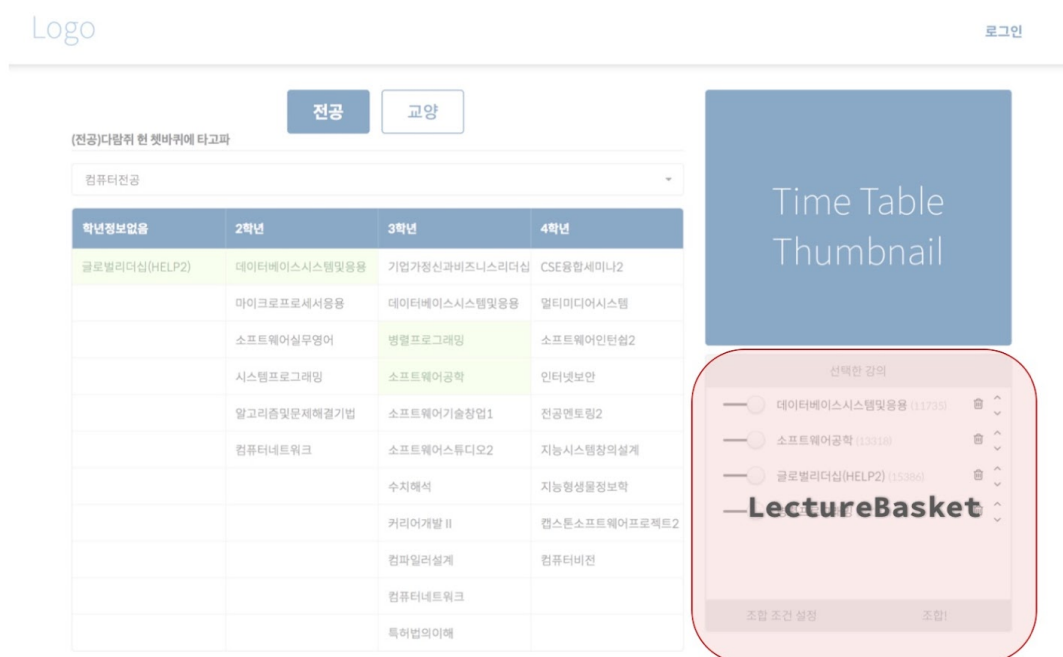 Logo
로그인
전공 교양
(전공)다람쥐 헌 쳇바퀴에 타고파
컴퓨터전공
학년정보없음 2학년 3학년 4학년
글로벌리더십(HELP2) 데이터베이스시스템및응용 기업가정신과비즈니스리더십 CSE융합세미나2
마이크로프로세서응용 데이터베이스시스템및응용 멀티미디어시스템
소프트웨어실무영어 병렬프로그래밍 소프트웨어인턴쉽2
시스템프로그래밍 소프트웨어공학 인터넷보안
알고리즘및문제해결기법 소프트웨어기술창업1 전공멘토링2
컴퓨터네트워크 소프트웨어스튜디오2 지능시스템창의설계
수치해석 지능형생물정보학
커리어개발 II 캡스톤소프트웨어프로젝트2
컴파일러설계 컴퓨터비전
컴퓨터네트워크
특허법의이해
Time Table
Thumbnail
선택한 강의
데이터베이스시스템및응용 (11735)
소프트웨어공학 (13318)
글로벌리더십(HELP2) (15386)
LectureBasket
조합 조건 설정 조합!